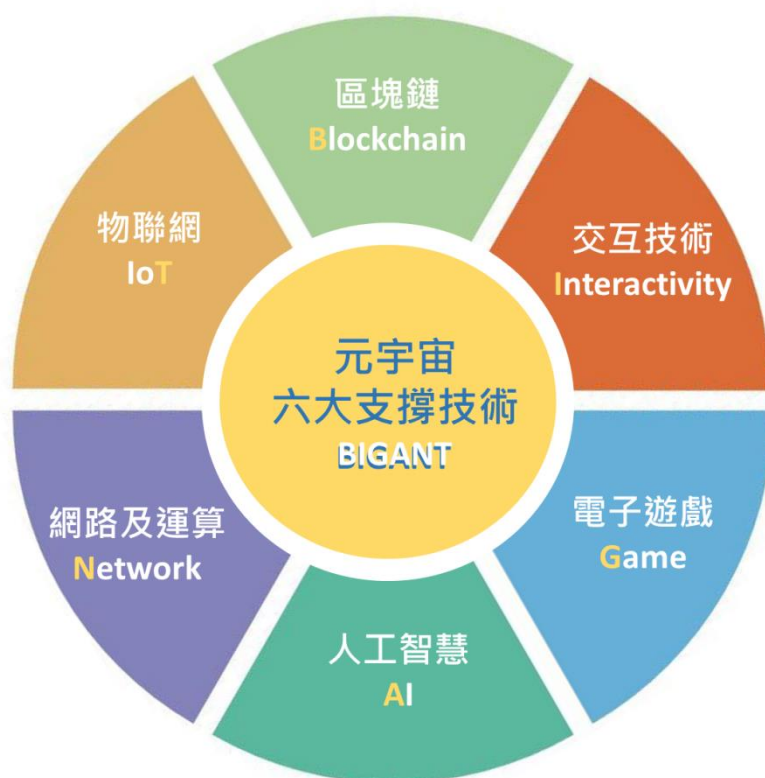 區塊鏈
Blockchain
交互技術
Interactivity
電子遊戲
Game
人工智慧
AI
網路及運算
Network
物聯網
IoT
元宇宙
六大支撐技術
BIGANT